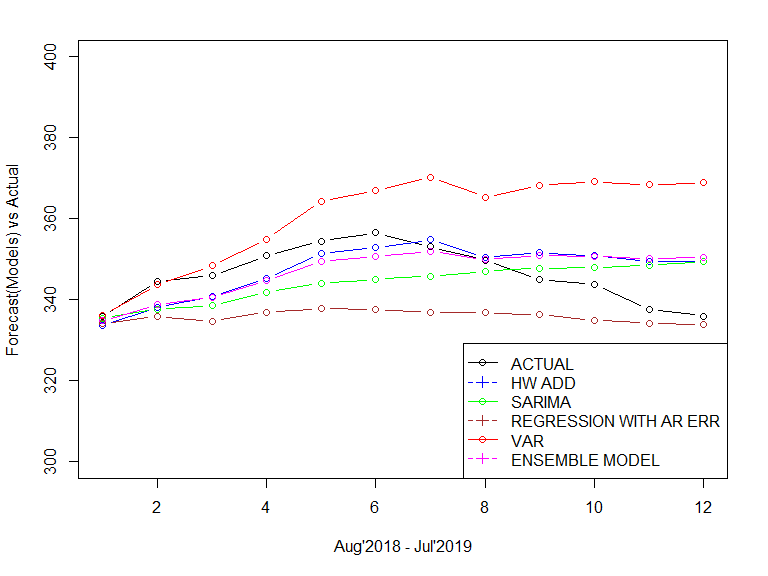 Forecast(Models) vs Actual
400
380
360
340
320
300
ACTUAL
HW ADD
SARIMA
REGRESSION WITH AR ERR
VAR
ENSEMBLE MODEL
2 4 6 8 10 12
Aug'2018 - Jul'2019